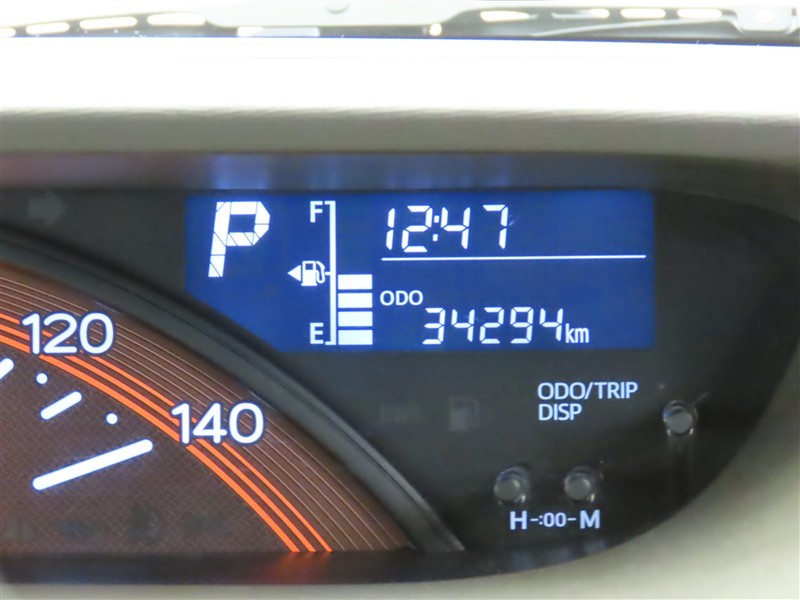 P
F
12:47
ODO
34294km
E
120
140
ODO/TRIP
DISP
H-:00-M